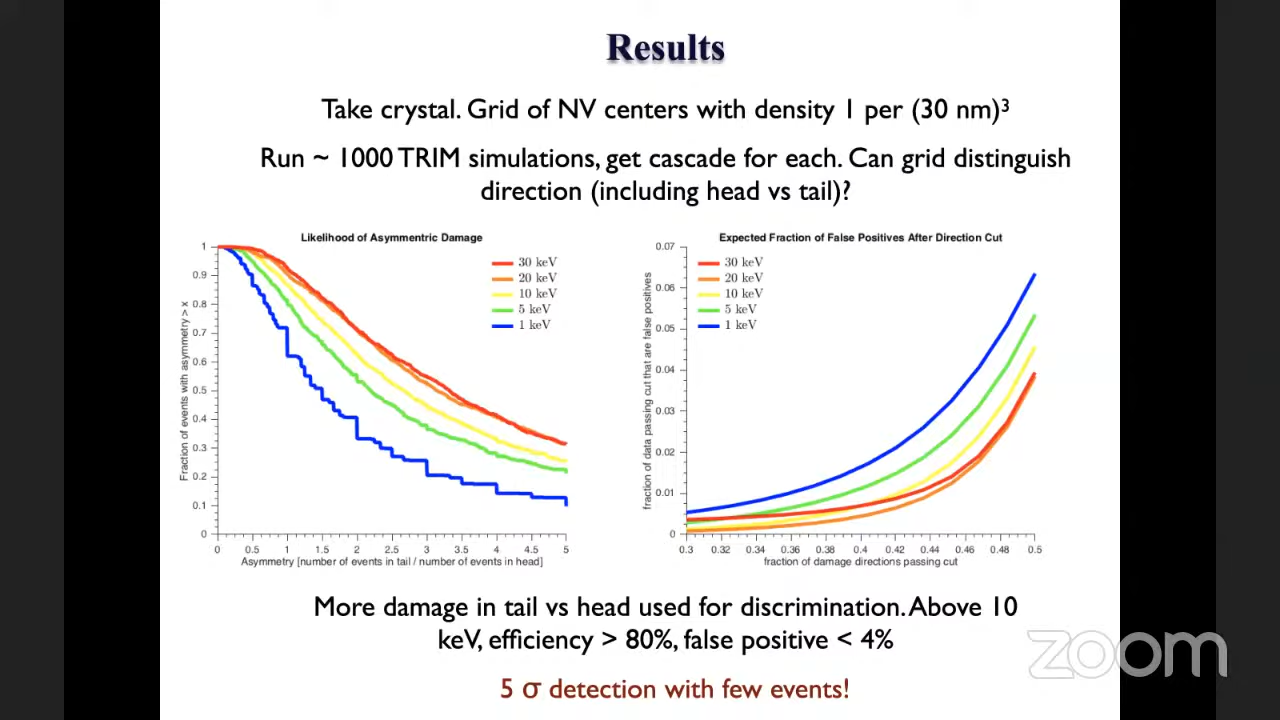 Results
Take crystal. Grid of NV centers with density 1 per (30 nm)³
Run ~ 1000 TRIM simulations, get cascade for each. Can grid distinguish
direction (including head vs tail)?
Likelihood of Asymmentric Damage
Fraction of events with asymmetry > x
1
0.9
0.8
0.7
0.6
0.5
0.4
0.3
0.2
0.1
0
30 keV
20 keV
10 keV
5 keV
1 keV
0 0.5 1 1.5 2 2.5 3 3.5 4 4.5 5
Asymmetry [number of events in tail / number of events in head]
Expected Fraction of False Positives After Direction Cut
fraction of data passing cut that are false positives
0.07
0.06
0.05
0.04
0.03
0.02
0.01
0
30 keV
20 keV
10 keV
5 keV
1 keV
0.3 0.32 0.34 0.36 0.38 0.4 0.42 0.44 0.46 0.48 0.5
fraction of damage directions passing cut
More damage in tail vs head used for discrimination. Above 10
keV, efficiency > 80%, false positive < 4%
5 σ detection with few events!
zoom